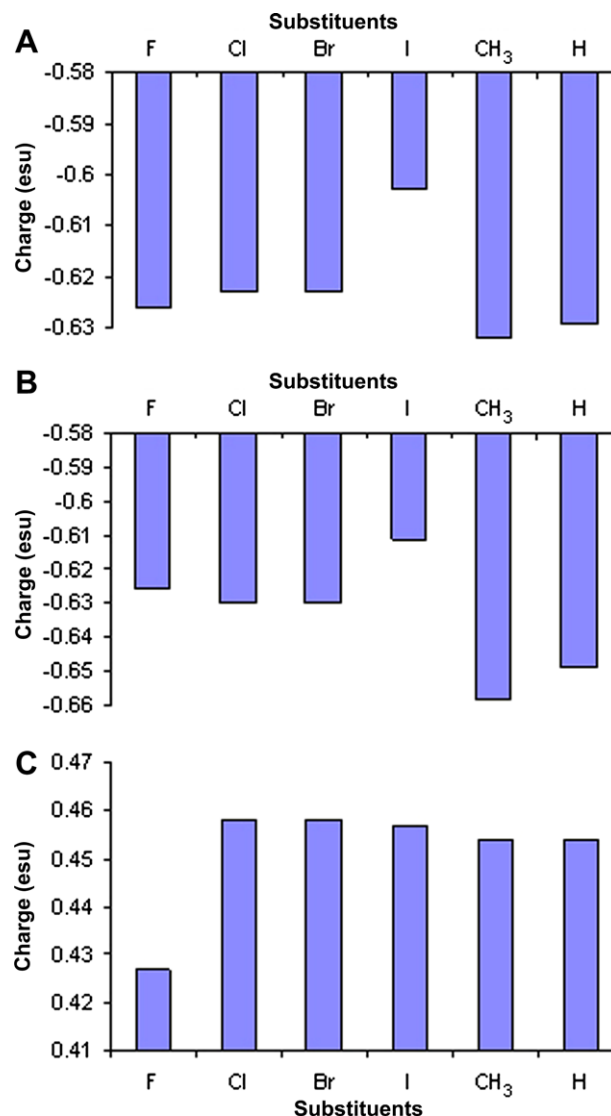 A
Substituents
F Cl Br I CH₃ H
-0.58
-0.59
-0.6
-0.61
-0.62
-0.63
Charge (esu)
B
Substituents
F Cl Br I CH₃ H
-0.58
-0.59
-0.6
-0.61
-0.62
-0.63
-0.64
-0.65
-0.66
Charge (esu)
C
0.47
0.46
0.45
0.44
0.43
0.42
0.41
Charge (esu)
F Cl Br I CH₃ H
Substituents